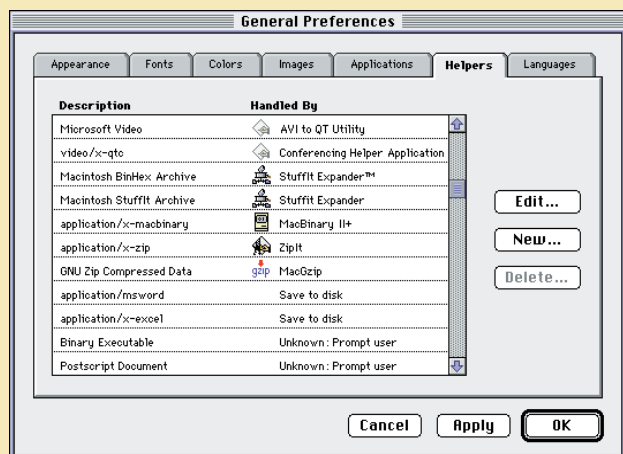 General Preferences
Appearance Fonts Colors Images Applications Helpers Languages
Description Handled By
Microsoft Video AVI to QT Utility
video/x-qtc Conferencing Helper Application
Macintosh BinHex Archive StuffIt Expander™
Macintosh StuffIt Archive Stuffit Expander
application/x-macbinary MacBinary II+
application/x-zip ZipIt
GNU Zip Compressed Data gzip MacGzip
application/msword Save to disk
application/x-excel Save to disk
Binary Executable Unknown: Prompt user
Postscript Document Unknown: Prompt user
Edit...
New...
Delete...
Cancel Apply OK